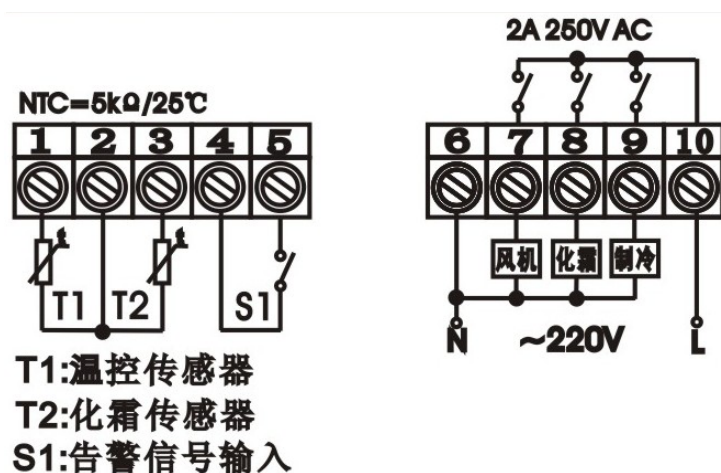 2A 250V AC
NTC=5kΩ/25℃
1 2 3 4 5
6 7 8 9 10
风机 化霜 制冷
T1 T2 S1
N ~220V L
T1:温控传感器
T2:化霜传感器
S1:告警信号输入